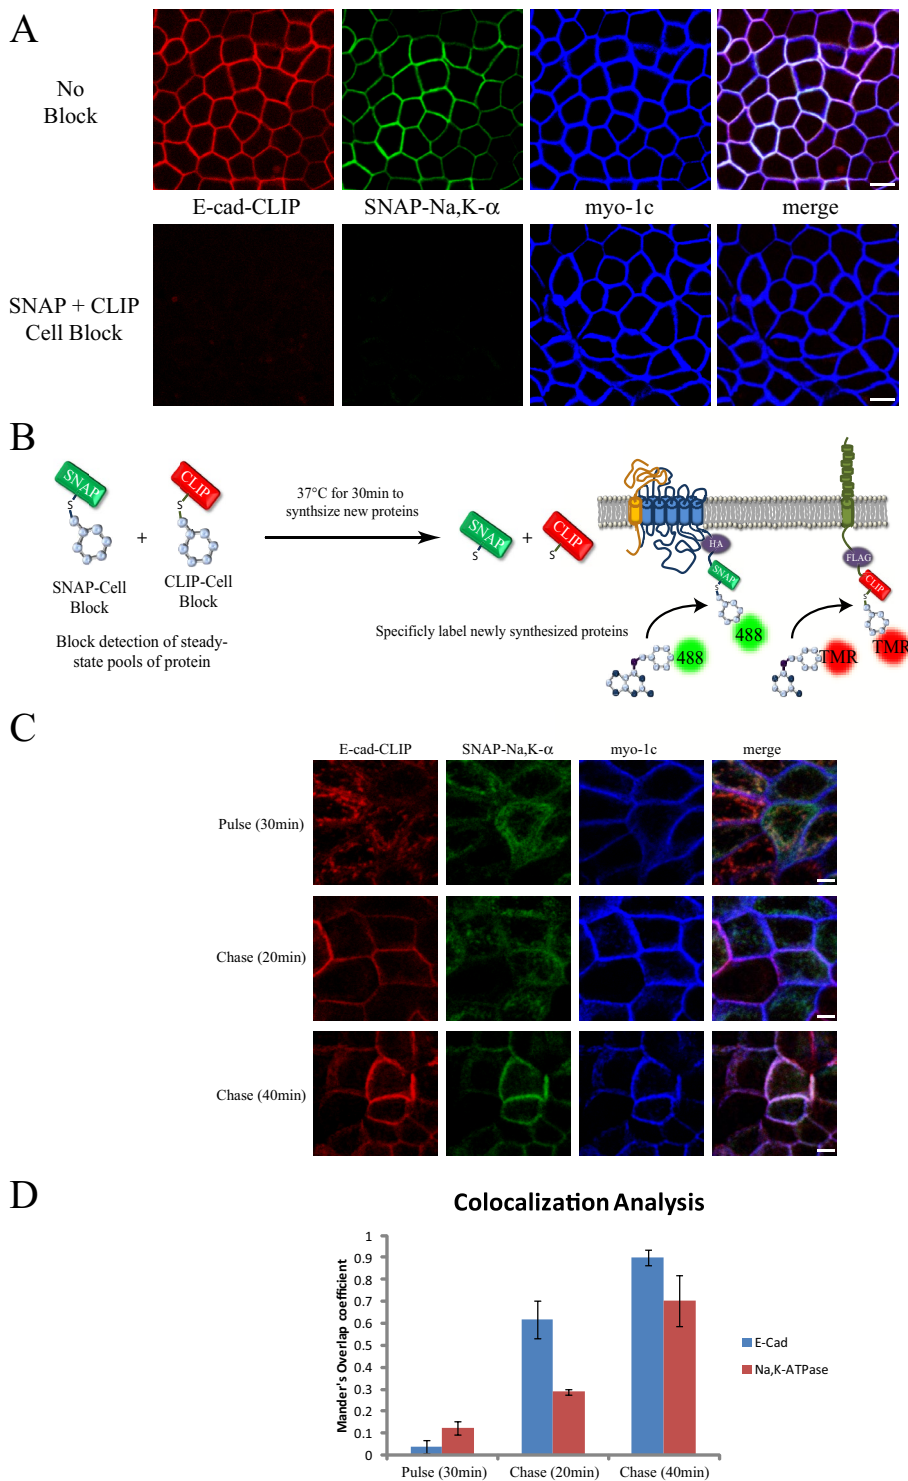 A
No
Block
E-cad-CLIP
SNAP-Na,K-α
myo-1c
merge
SNAP + CLIP
Cell Block
B
SNAP
S
+
CLIP
S
SNAP-Cell
Block
CLIP-Cell
Block
Block detection of steady-
state pools of protein
37°C for 30min to
synthsize new proteins
SNAP
S
+
CLIP
S
Specificly label newly synthesized proteins
HA
SNAP
S
488
488
FLAG
CLIP
S
TMR
TMR
C
E-cad-CLIP
SNAP-Na,K-α
myo-1c
merge
Pulse (30min)
Chase (20min)
Chase (40min)
D
Colocalization Analysis
Mander's Overlap coefficient
1
0.9
0.8
0.7
0.6
0.5
0.4
0.3
0.2
0.1
0
Pulse (30min)
Chase (20min)
Chase (40min)
E-Cad
Na,K-ATPase